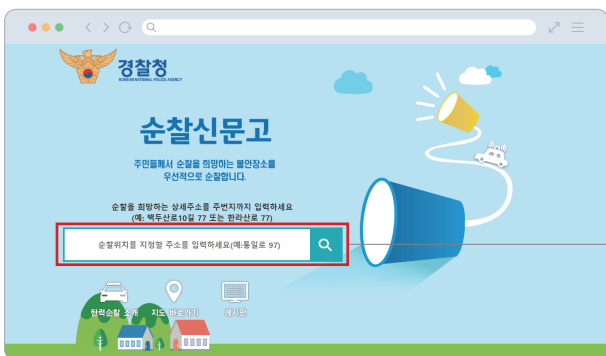 경찰청
KOREAN NATIONAL POLICE AGENCY
순찰신문고
주민들께서 순찰을 희망하는 불안장소를
우선적으로 순찰합니다.
순찰을 희망하는 상세주소를 주번지까지 입력하세요
(예: 백두산로10길 77 또는 한라산로 77)
순찰위치를 지정할 주소를 입력하세요(예:통일로 97)
탄력순찰 소개
지도 바로가기
게시판